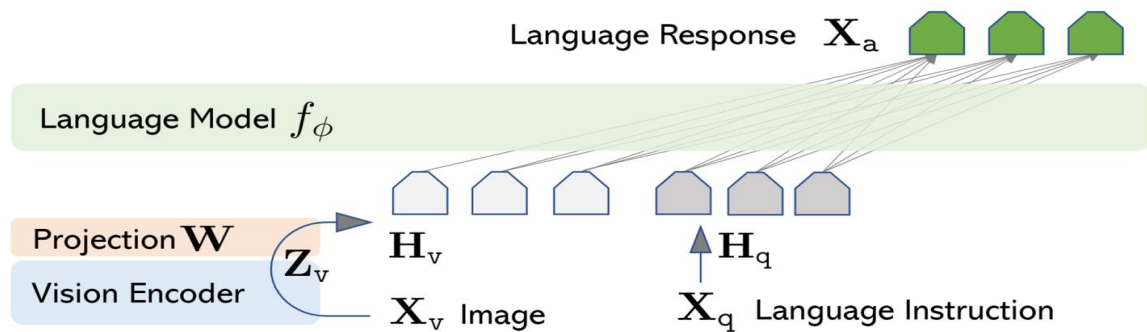 Language Response X_a
Language Model f_ϕ
Projection W
Z_v
H_v
H_q
Vision Encoder
X_v Image
X_q Language Instruction